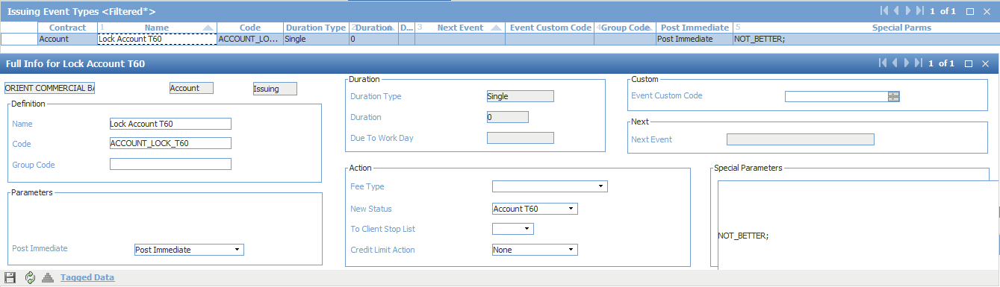 Issuing Event Types <Filtered*>
1 of 1
Contract 1 Name Code Duration Type 2 Duration D... 3 Next Event Event Custom Code 4 Group Code Post Immediate 5 Special Parms
Account Lock Account T60 ACCOUNT_LO... Single 0 Post Immediate NOT_BETTER;
Full Info for Lock Account T60
1 of 1
ORIENT COMMERCIAL BA Account Issuing
Definition
Name Lock Account T60
Code ACCOUNT_LOCK_T60
Group Code
Parameters
Post Immediate Post Immediate
Duration
Duration Type Single
Duration 0
Due To Work Day
Action
Fee Type
New Status Account T60
To Client Stop List
Credit Limit Action None
Custom
Event Custom Code
Next
Next Event
Special Parameters
NOT_BETTER;
Tagged Data